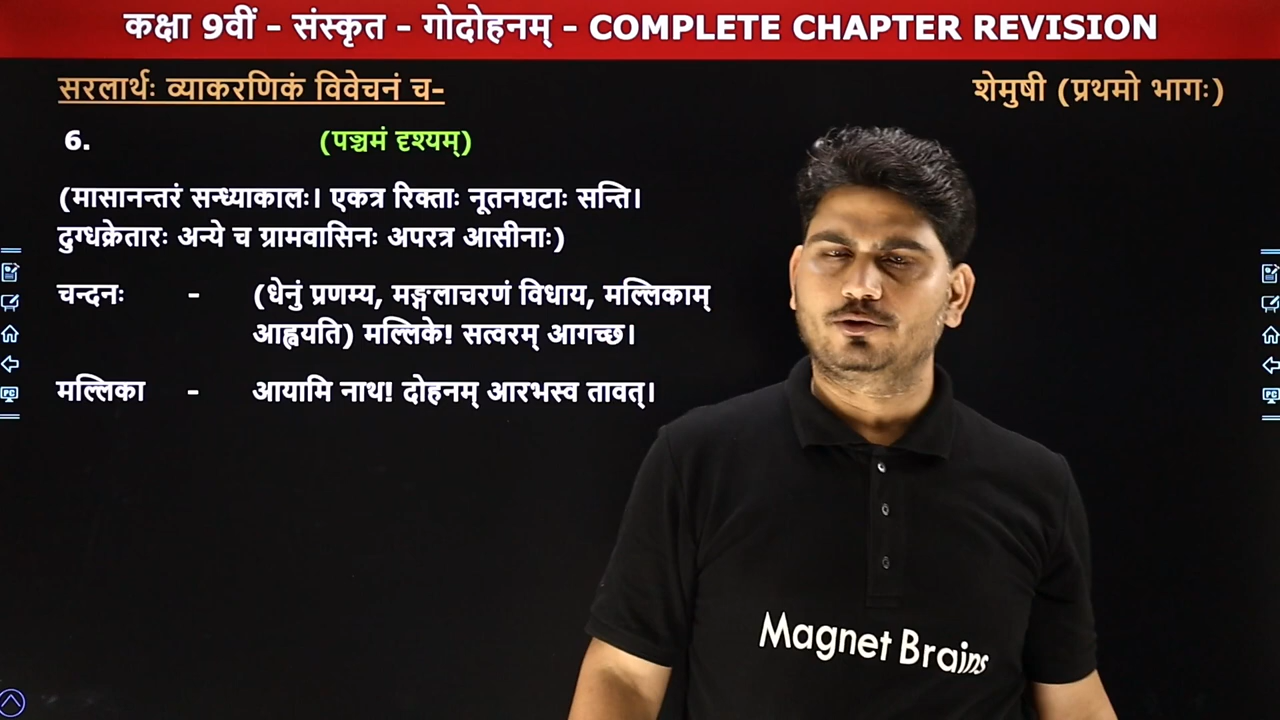 कक्षा 9वीं - संस्कृत - गोदोहनम् - COMPLETE CHAPTER REVISION
सरलार्थः व्याकरणिकं विवेचनं च-
शेमुषी (प्रथमो भागः)
6. (पञ्चमं दृश्यम्)
(मासानन्तरं सन्ध्याकालः। एकत्र रिक्ताः नूतनघटाः सन्ति।
दुग्धक्रेतारः अन्ये च ग्रामवासिनः अपरत्र आसीनाः)
चन्दनः - (धेनुं प्रणम्य, मङ्गलाचरणं विधाय, मल्लिकाम्
आह्वयति) मल्लिके! सत्वरम् आगच्छ।
मल्लिका - आयामि नाथ! दोहनम् आरभस्व तावत्।
Magnet Brains
PC
PC